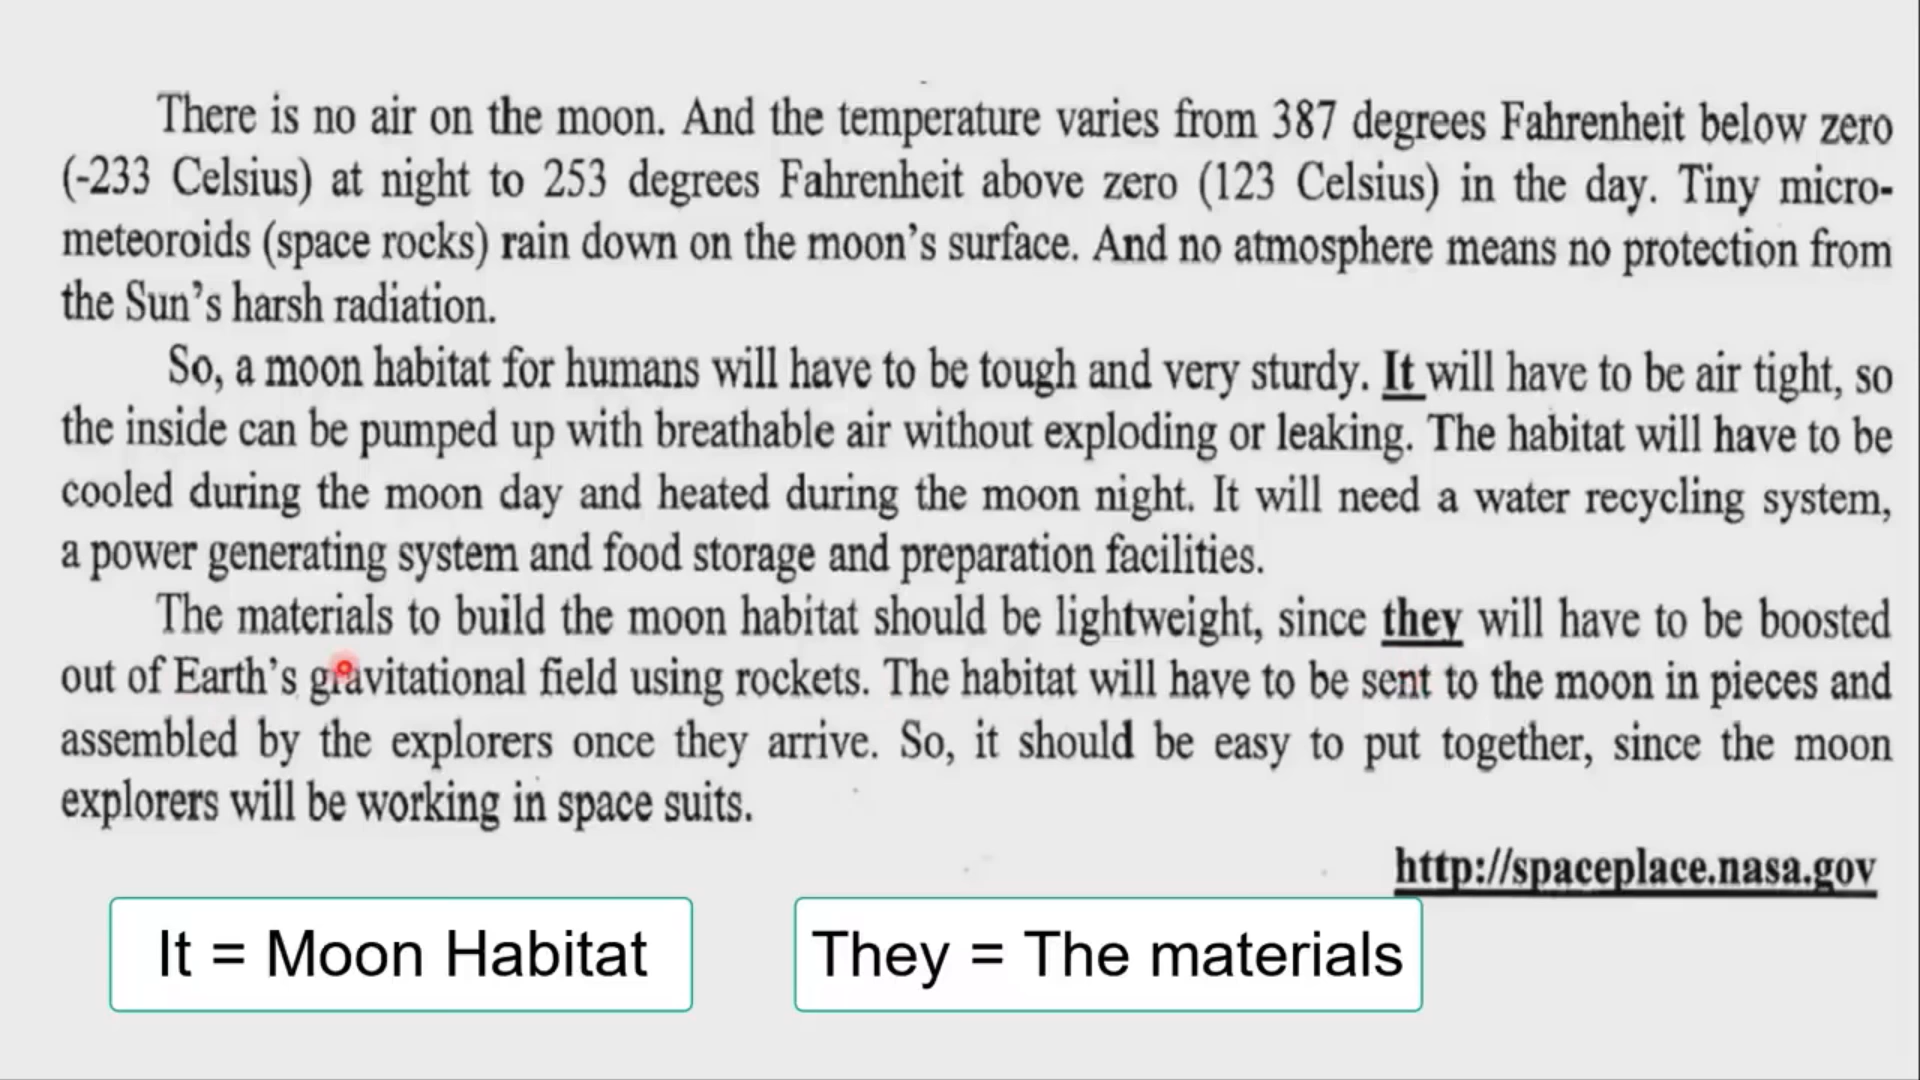 There is no air on the moon. And the temperature varies from 387 degrees Fahrenheit below zero
(-233 Celsius) at night to 253 degrees Fahrenheit above zero (123 Celsius) in the day. Tiny micro-
meteoroids (space rocks) rain down on the moon's surface. And no atmosphere means no protection from
the Sun's harsh radiation.
So, a moon habitat for humans will have to be tough and very sturdy. It will have to be air tight, so
the inside can be pumped up with breathable air without exploding or leaking. The habitat will have to be
cooled during the moon day and heated during the moon night. It will need a water recycling system,
a power generating system and food storage and preparation facilities.
The materials to build the moon habitat should be lightweight, since they will have to be boosted
out of Earth's gravitational field using rockets. The habitat will have to be sent to the moon in pieces and
assembled by the explorers once they arrive. So, it should be easy to put together, since the moon
explorers will be working in space suits.
http://spaceplace.nasa.gov
It = Moon Habitat
They = The materials